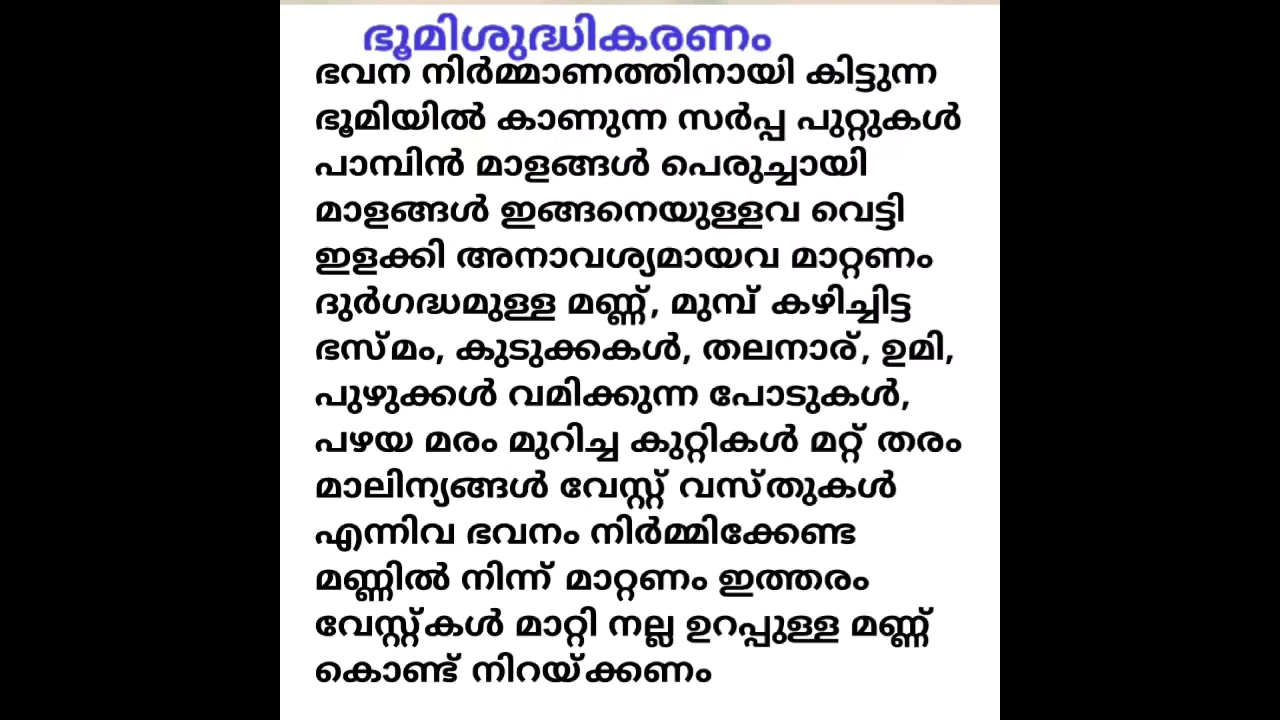 ഭൂമിശുദ്ധികരണം
ഭവന നിർമ്മാണത്തിനായി കിട്ടുന്ന
ഭൂമിയിൽ കാണുന്ന സർപ്പ പുറ്റുകൾ
പാമ്പിൻ മാളങ്ങൾ പെരുച്ചായി
മാളങ്ങൾ ഇങ്ങനെയുള്ളവ വെട്ടി
ഇളക്കി അനാവശ്യമായവ മാറ്റണം
ദുർഗദ്ധമുള്ള മണ്ണ്, മുമ്പ് കഴിച്ചിട്ട
ഭസ്മം, കുടുക്കകൾ, തലനാര്, ഉമി,
പുഴുക്കൾ വമിക്കുന്ന പോടുകൾ,
പഴയ മരം മുറിച്ച കുറ്റികൾ മറ്റ് തരം
മാലിന്യങ്ങൾ വേസ്റ്റ് വസ്തുകൾ
എന്നിവ ഭവനം നിർമ്മിക്കേണ്ട
മണ്ണിൽ നിന്ന് മാറ്റണം ഇത്തരം
വേസ്റ്റ്കൾ മാറ്റി നല്ല ഉറപ്പുള്ള മണ്ണ്
കൊണ്ട് നിറയ്ക്കണം